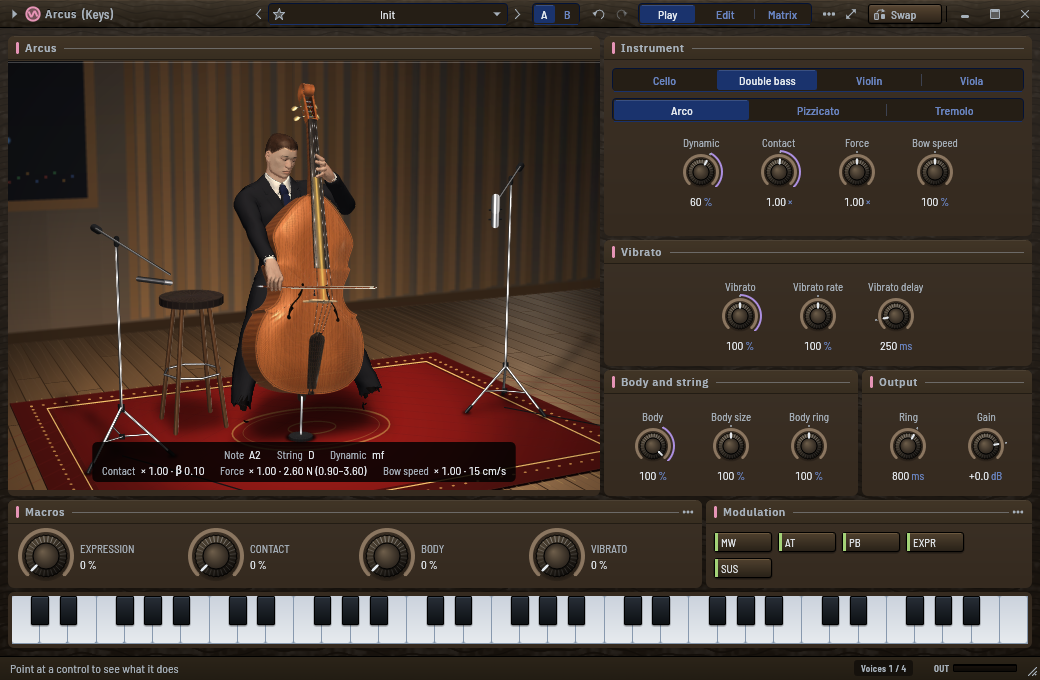 Arcus (Keys)
Init
A
B
Play
Edit
Matrix
Swap
Arcus
Note A2 String D Dynamic mf
Contact × 1.00 · β 0.10 Force × 1.00 · 2.60 N (0.90–3.60) Bow speed × 1.00 · 15 cm/s
Instrument
Cello
Double bass
Violin
Viola
Arco
Pizzicato
Tremolo
Dynamic Contact Force Bow speed
60 % 1.00 × 1.00 × 100 %
Vibrato
Vibrato Vibrato rate Vibrato delay
100 % 100 % 250 ms
Body and string
Body Body size Body ring
100 % 100 % 100 %
Output
Ring Gain
800 ms +0.0 dB
Macros
EXPRESSION
0 %
CONTACT
0 %
BODY
0 %
VIBRATO
0 %
Modulation
MW AT PB EXPR
SUS
Point at a control to see what it does
Voices 1 / 4
OUT